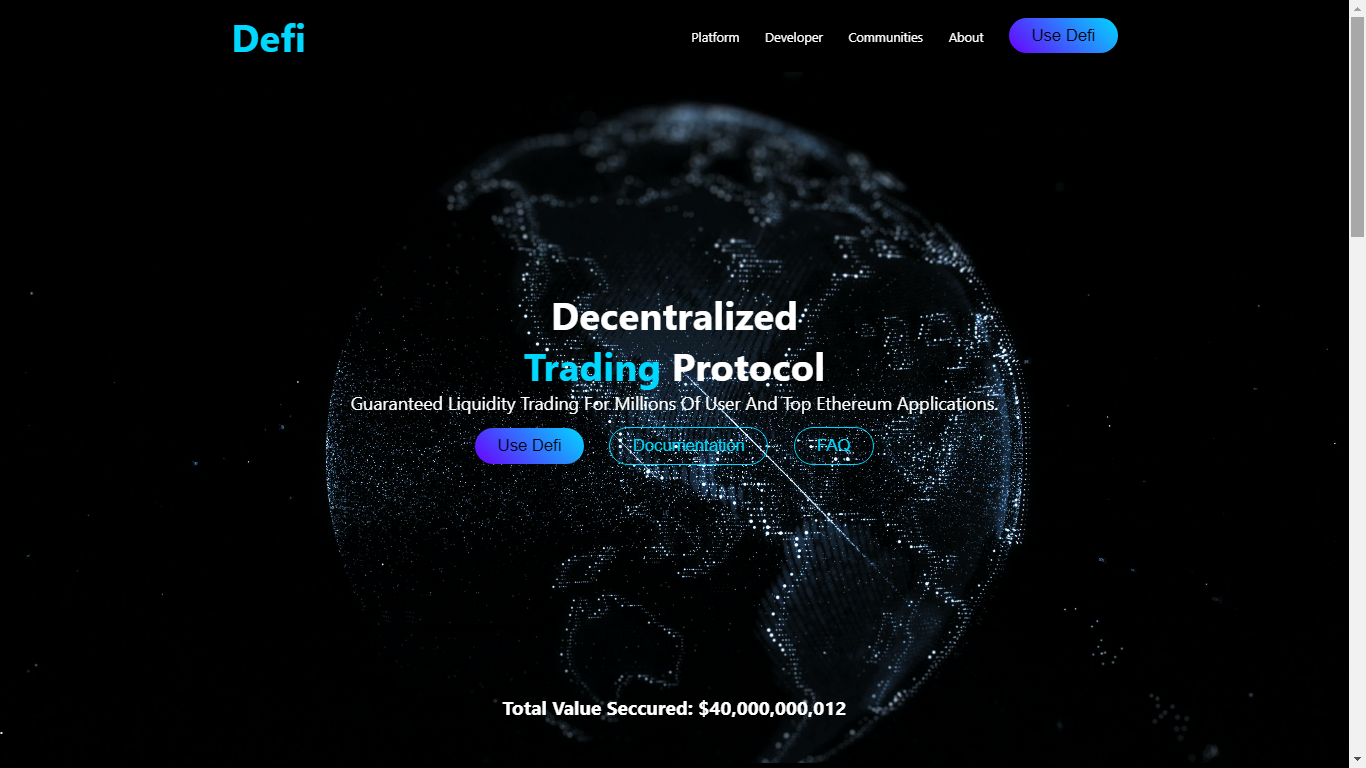 Defi
Platform Developer Communities About Use Defi
Decentralized
Trading Protocol
Guaranteed Liquidity Trading For Millions Of User And Top Ethereum Applications.
Use Defi Documentation FAQ
Total Value Seccured: $40,000,000,012